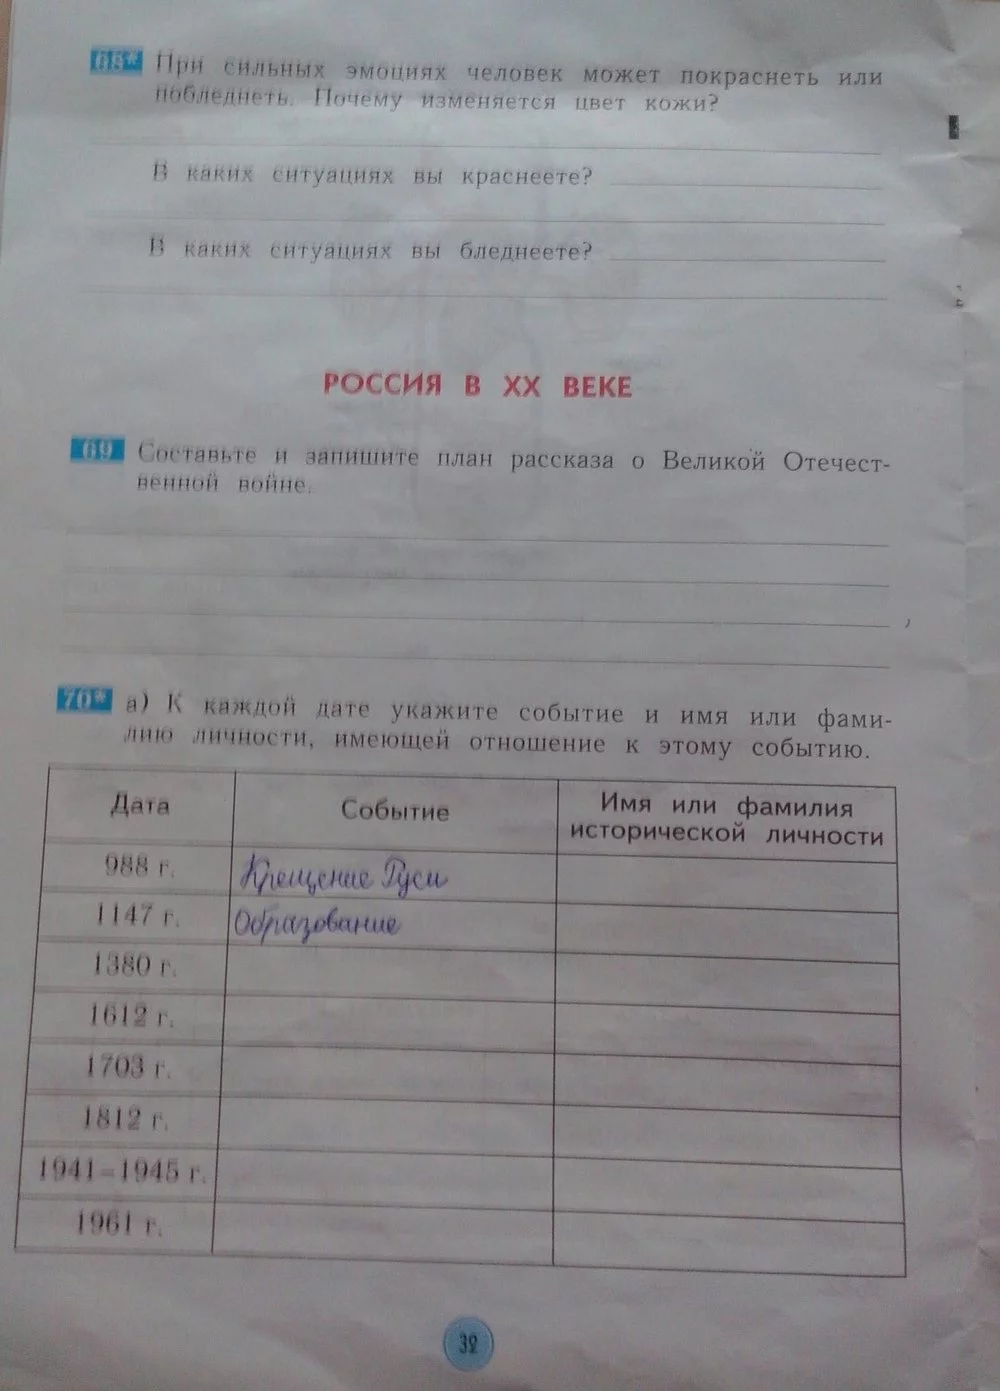 68* При сильных эмоциях человек может покраснеть или
побледнеть. Почему изменяется цвет кожи?
В каких ситуациях вы краснеете?
В каких ситуациях вы бледнеете?
РОССИЯ В XX ВЕКЕ
69 Составьте и запишите план рассказа о Великой Отечест-
венной войне.
70* а) К каждой дате укажите событие и имя или фами-
лию личности, имеющей отношение к этому событию.
Дата Событие Имя или фамилия
исторической личности
988 г. Крещение Руси
1147 г. Образование
1380 г.
1612 г.
1703 г.
1812 г.
1941–1945 г.
1961 г.
32